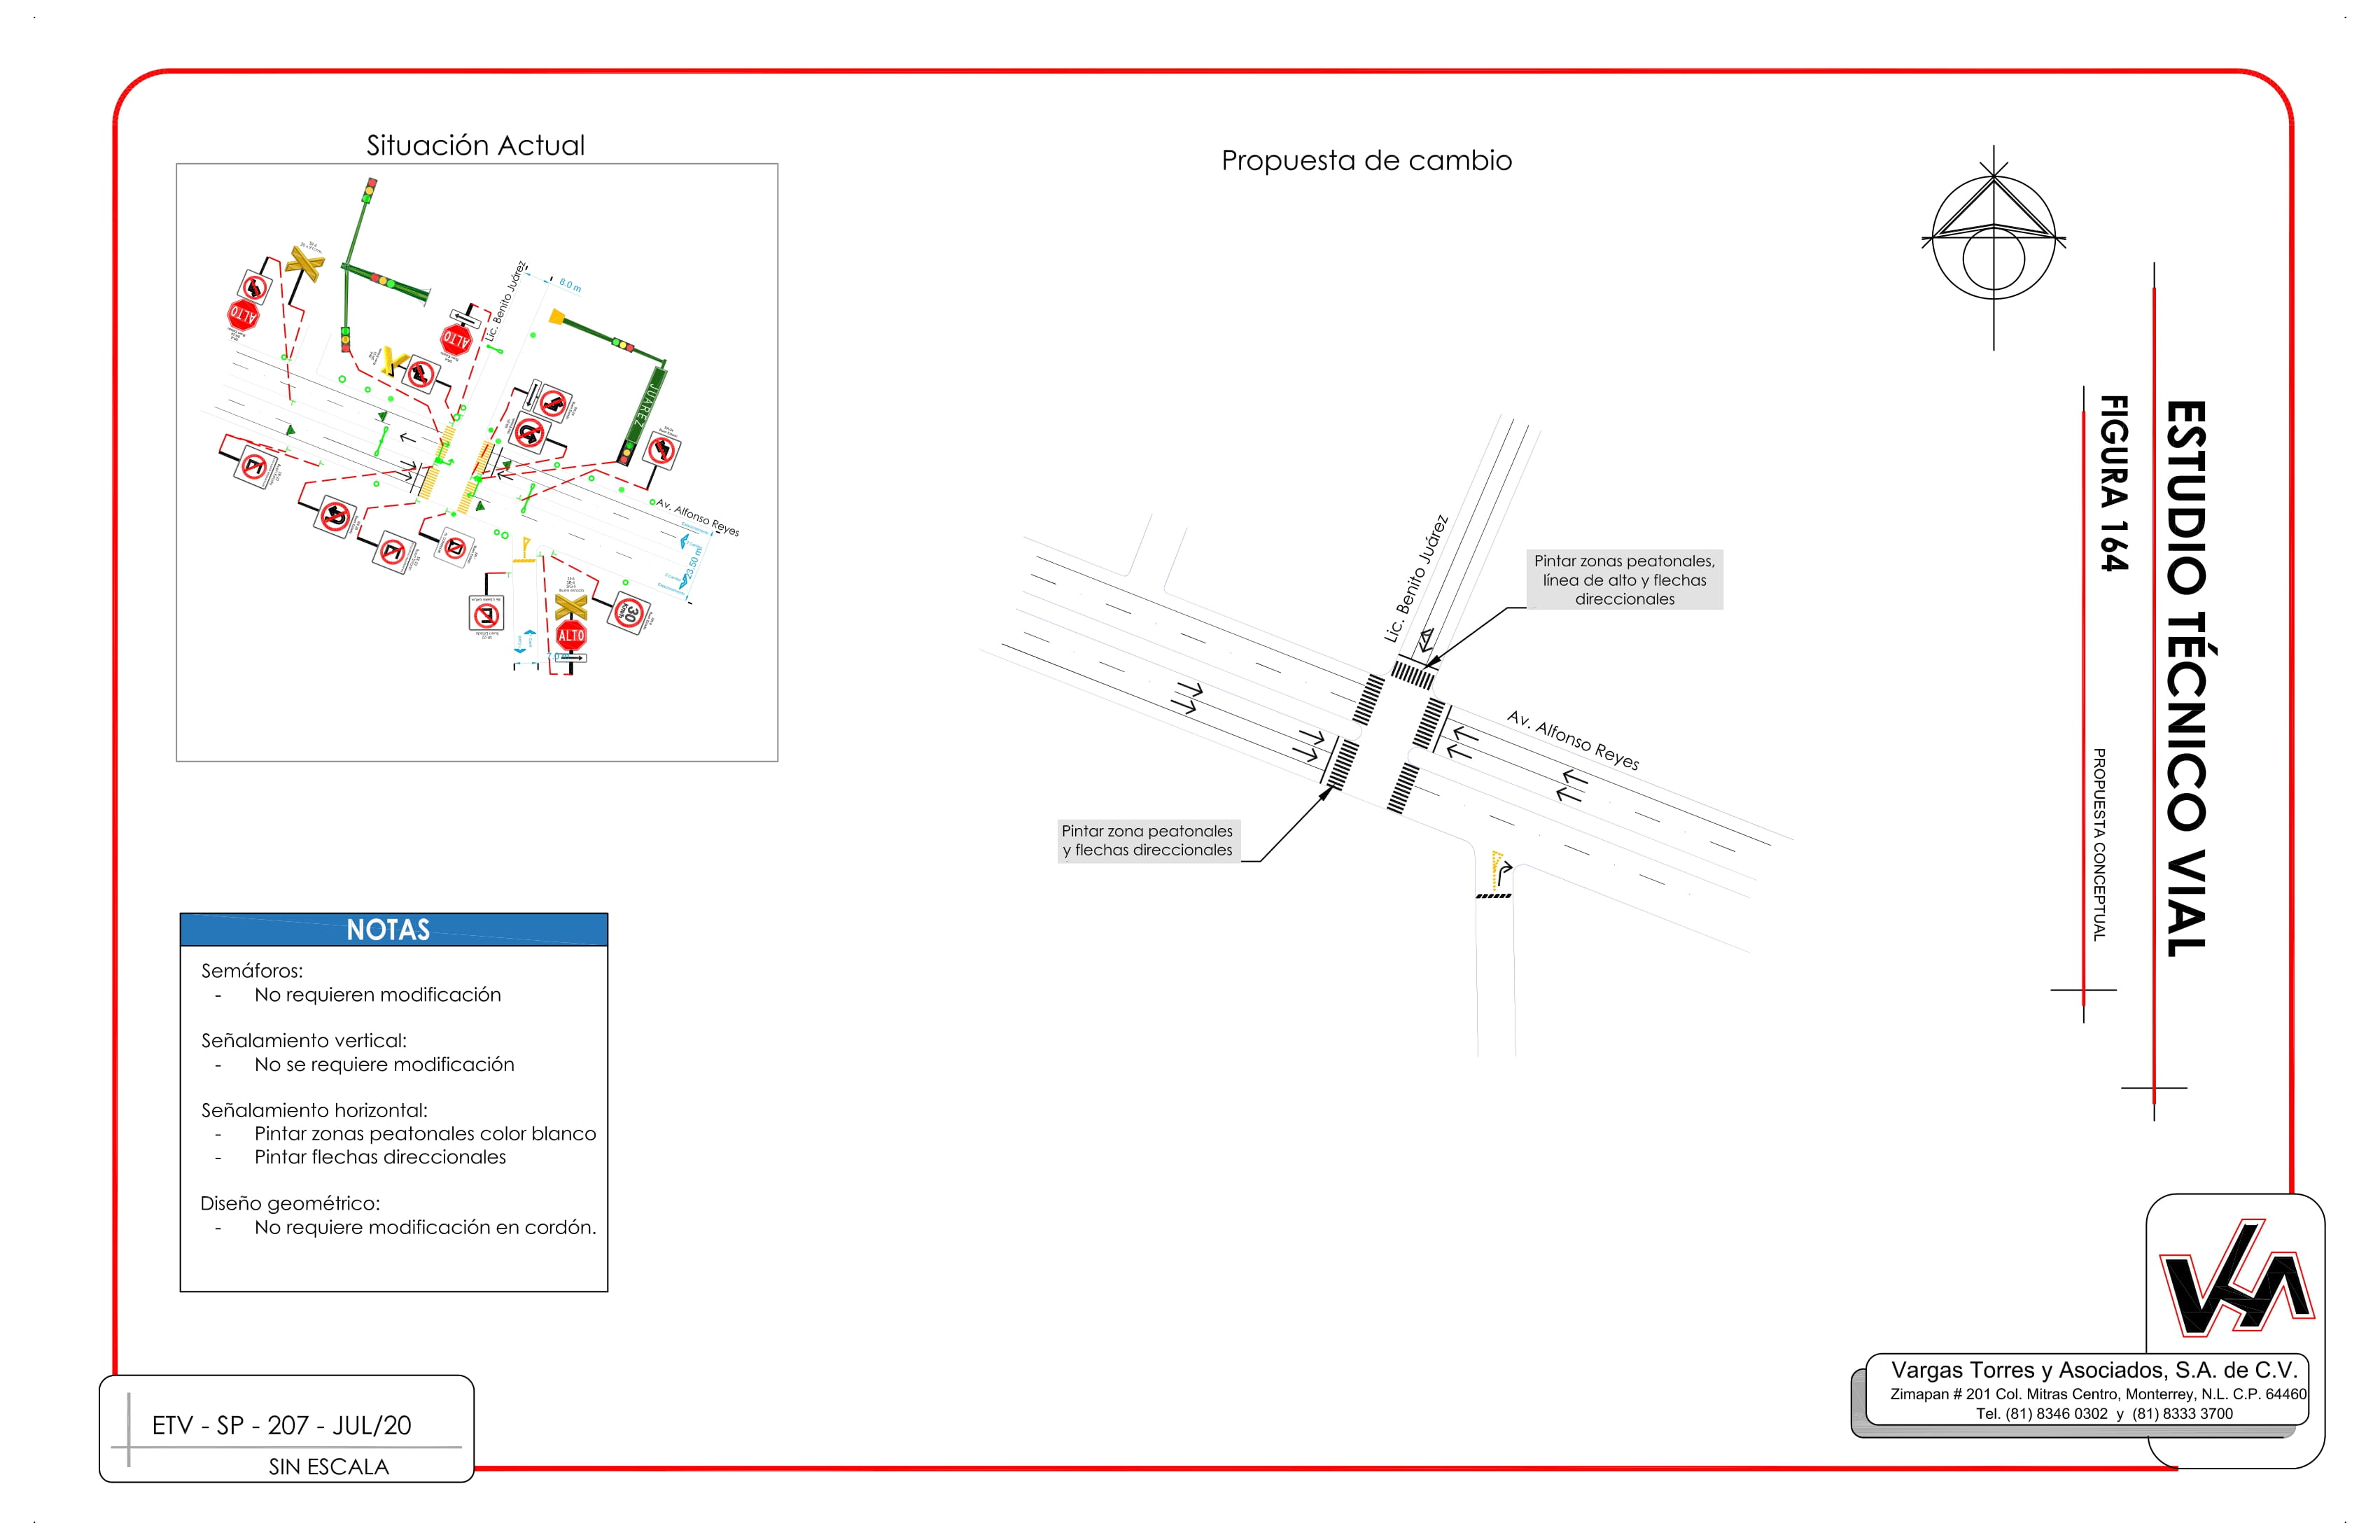 Situación Actual
Propuesta de cambio
Lic. Benito Juárez
8.0 m
ALTO
ALTO
JUAREZ
Av. Alfonso Reyes
23.50 m
30
Km/h
ALTO
Lic. Benito Juárez
Pintar zonas peatonales,
línea de alto y flechas
direccionales
Av. Alfonso Reyes
Pintar zona peatonales
y flechas direccionales
ESTUDIO TÉCNICO VIAL
FIGURA 164
PROPUESTA CONCEPTUAL
NOTAS
Semáforos:
- No requieren modificación
Señalamiento vertical:
- No se requiere modificación
Señalamiento horizontal:
- Pintar zonas peatonales color blanco
- Pintar flechas direccionales
Diseño geométrico:
- No requiere modificación en cordón.
ETV - SP - 207 - JUL/20
SIN ESCALA
Vargas Torres y Asociados, S.A. de C.V.
Zimapan # 201 Col. Mitras Centro, Monterrey, N.L. C.P. 64460
Tel. (81) 8346 0302 y (81) 8333 3700